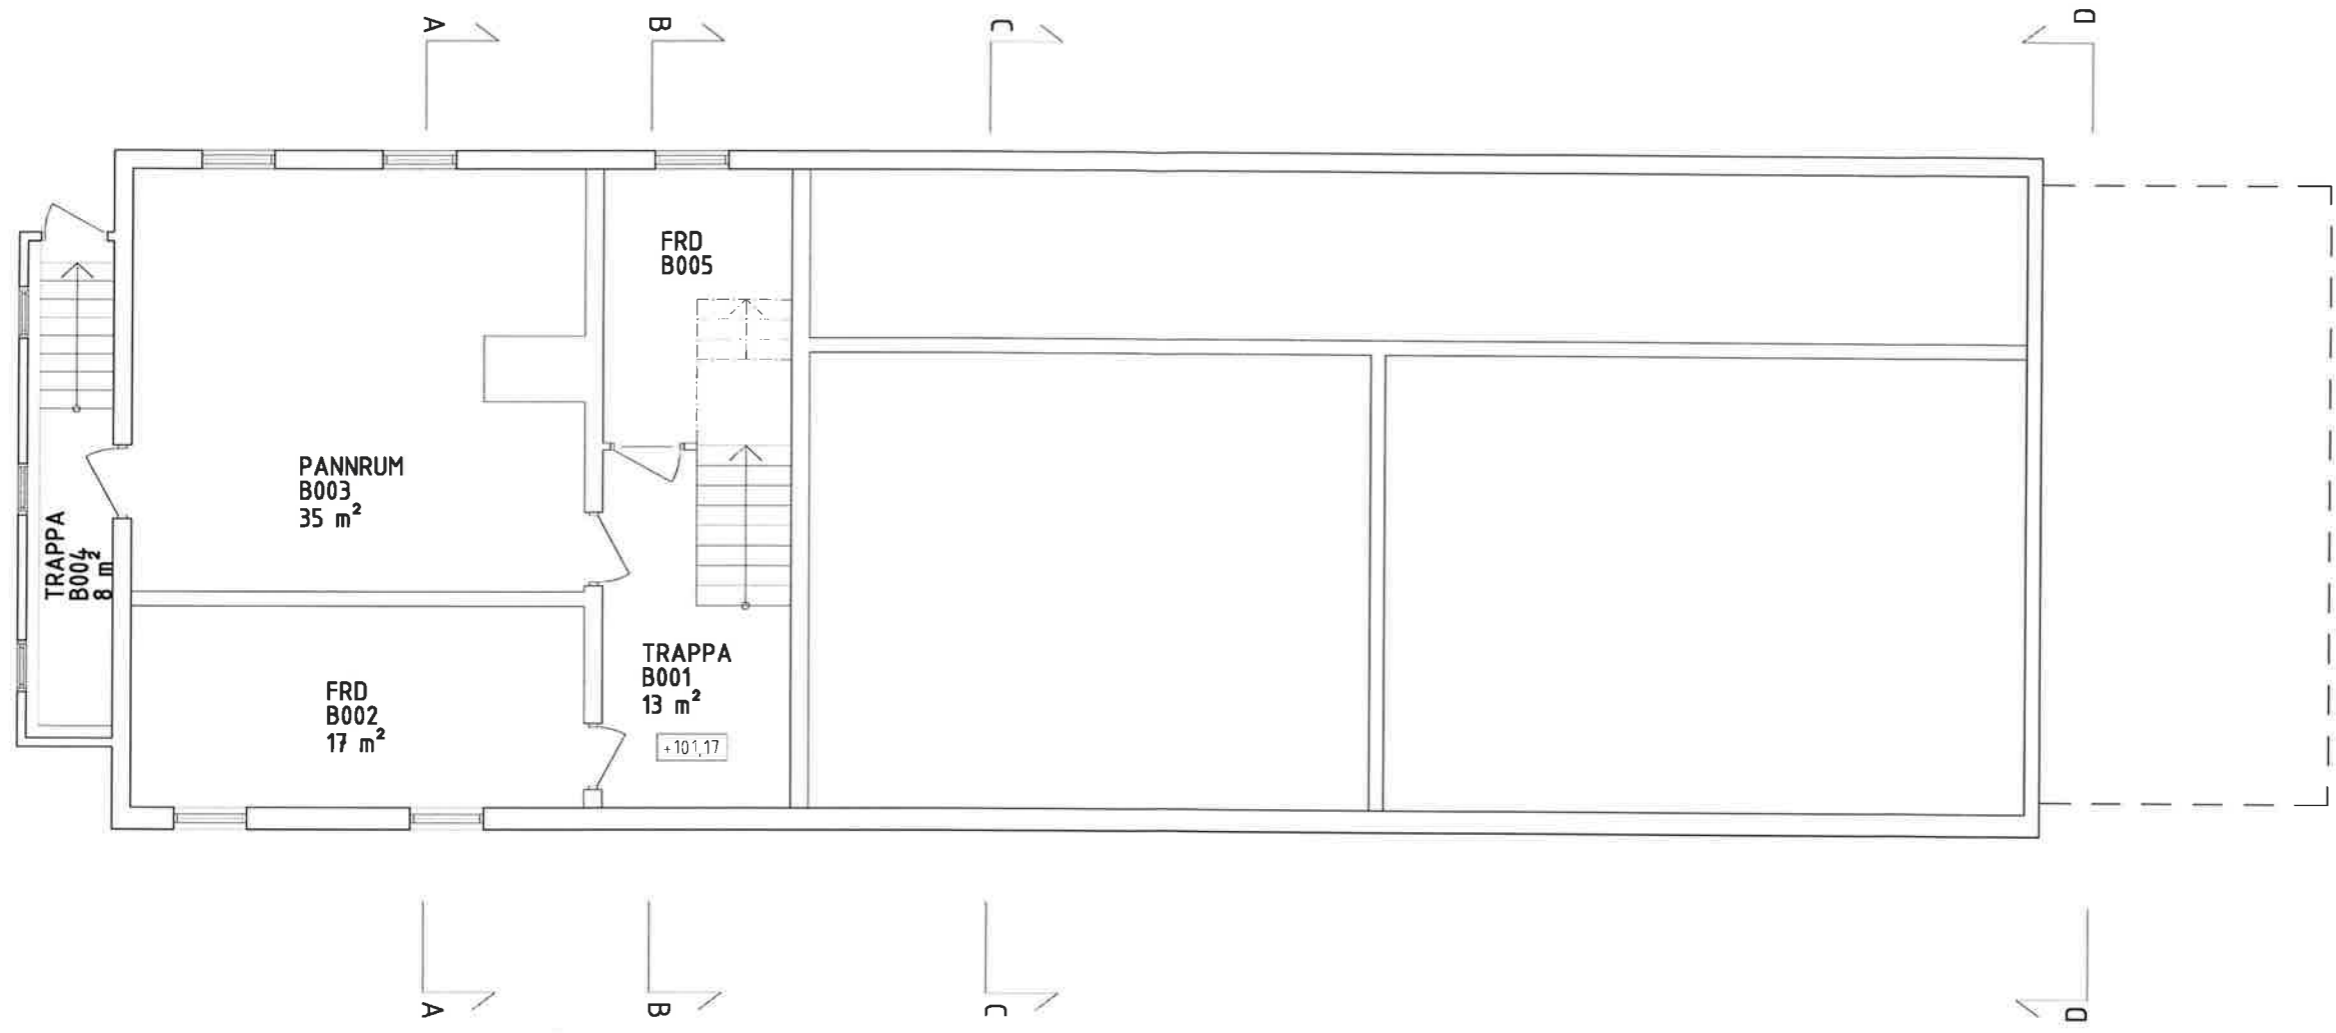 A
B
C
D
FRD
B005
PANNRUM
B003
35 m²
TRAPPA
B004
8 m²
TRAPPA
B001
13 m²
FRD
B002
17 m²
+101,17
A
B
C
D